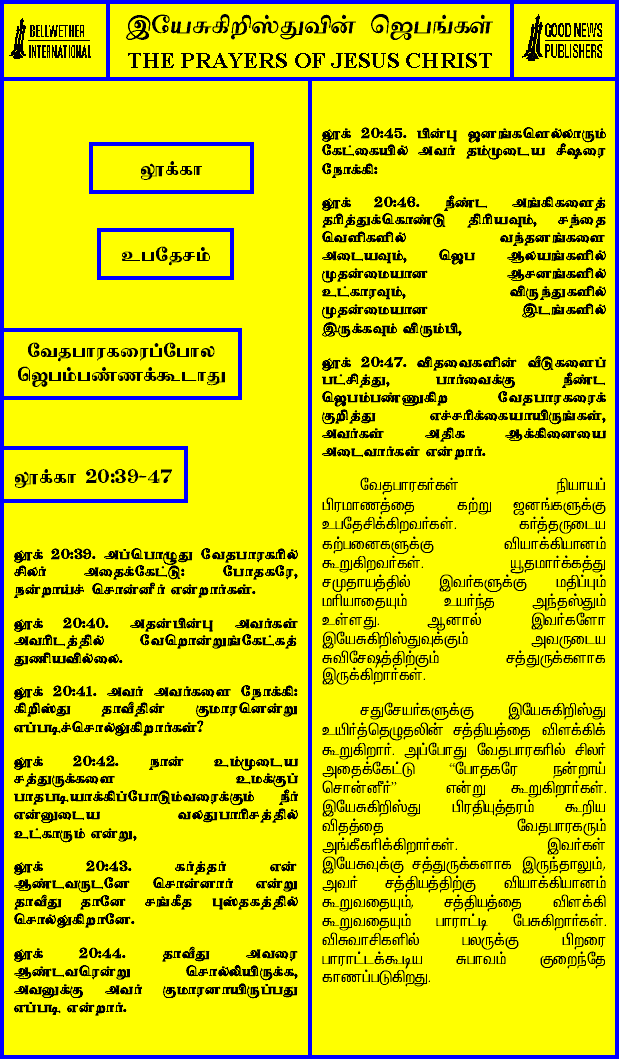 BELLWETHER
INTERNATIONAL
இயேசுகிறிஸ்துவின் ஜெபங்கள்
THE PRAYERS OF JESUS CHRIST
GOOD NEWS
PUBLISHERS
லூக்கா
உபதேசம்
வேதபாரகரைப்போல
ஜெபம்பண்ணக்கூடாது
லூக்கா 20:39-47
லூக் 20:39. அப்பொழுது வேதபாரகரில்
சிலர் அதைக்கேட்டு: போதகரே,
நன்றாய்ச் சொன்னீர் என்றார்கள்.
லூக் 20:40. அதன்பின்பு அவர்கள்
அவரிடத்தில் வேறொன்றுங்கேட்கத்
துணியவில்லை.
லூக் 20:41. அவர் அவர்களை நோக்கி:
கிறிஸ்து தாவீதின் குமாரனென்று
எப்படிச்சொல்லுகிறார்கள்?
லூக் 20:42. நான் உம்முடைய
சத்துருக்களை உமக்குப்
பாதபடியாக்கிப்போடும்வரைக்கும் நீர்
என்னுடைய வலதுபாரிசத்தில்
உட்காரும் என்று,
லூக் 20:43. கர்த்தர் என்
ஆண்டவருடனே சொன்னார் என்று
தாவீது தானே சங்கீத புஸ்தகத்தில்
சொல்லுகிறானே.
லூக் 20:44. தாவீது அவரை
ஆண்டவரென்று சொல்லியிருக்க,
அவனுக்கு அவர் குமாரனாயிருப்பது
எப்படி என்றார்.
லூக் 20:45. பின்பு ஜனங்களெல்லாரும்
கேட்கையில் அவர் தம்முடைய சீஷரை
நோக்கி:
லூக் 20:46. நீண்ட அங்கிகளைத்
தரித்துக்கொண்டு திரியவும், சந்தை
வெளிகளில் வந்தனங்களை
அடையவும், ஜெப ஆலயங்களில்
முதன்மையான ஆசனங்களில்
உட்காரவும், விருந்துகளில்
முதன்மையான இடங்களில்
இருக்கவும் விரும்பி,
லூக் 20:47. விதவைகளின் வீடுகளைப்
பட்சித்து, பார்வைக்கு நீண்ட
ஜெபம்பண்ணுகிற வேதபாரகரைக்
குறித்து எச்சரிக்கையாயிருங்கள்,
அவர்கள் அதிக ஆக்கினையை
அடைவார்கள் என்றார்.
வேதபாரகர்கள் நியாயப்
பிரமாணத்தை கற்று ஜனங்களுக்கு
உபதேசிக்கிறவர்கள். கர்த்தருடைய
கற்பனைகளுக்கு வியாக்கியானம்
கூறுகிறவர்கள். யூதமார்க்கத்து
சமுதாயத்தில் இவர்களுக்கு மதிப்பும்
மரியாதையும் உயர்ந்த அந்தஸ்தும்
உள்ளது. ஆனால் இவர்களோ
இயேசுகிறிஸ்துவுக்கும் அவருடைய
சுவிசேஷத்திற்கும் சத்துருக்களாக
இருக்கிறார்கள்.
சதுசேயர்களுக்கு இயேசுகிறிஸ்து
உயிர்த்தெழுதலின் சத்தியத்தை விளக்கிக்
கூறுகிறார். அப்போது வேதபாரகரில் சிலர்
அதைக்கேட்டு “போதகரே நன்றாய்
சொன்னீர்” என்று கூறுகிறார்கள்.
இயேசுகிறிஸ்து பிரதியுத்தரம் கூறிய
விதத்தை வேதபாரகரும்
அங்கீகரிக்கிறார்கள். இவர்கள்
இயேசுவுக்கு சத்துருக்களாக இருந்தாலும்,
அவர் சத்தியத்திற்கு வியாக்கியானம்
கூறுவதையும், சத்தியத்தை விளக்கி
கூறுவதையும் பாராட்டி பேசுகிறார்கள்.
விசுவாசிகளில் பலருக்கு பிறரை
பாராட்டக்கூடிய சுபாவம் குறைந்தே
காணப்படுகிறது.